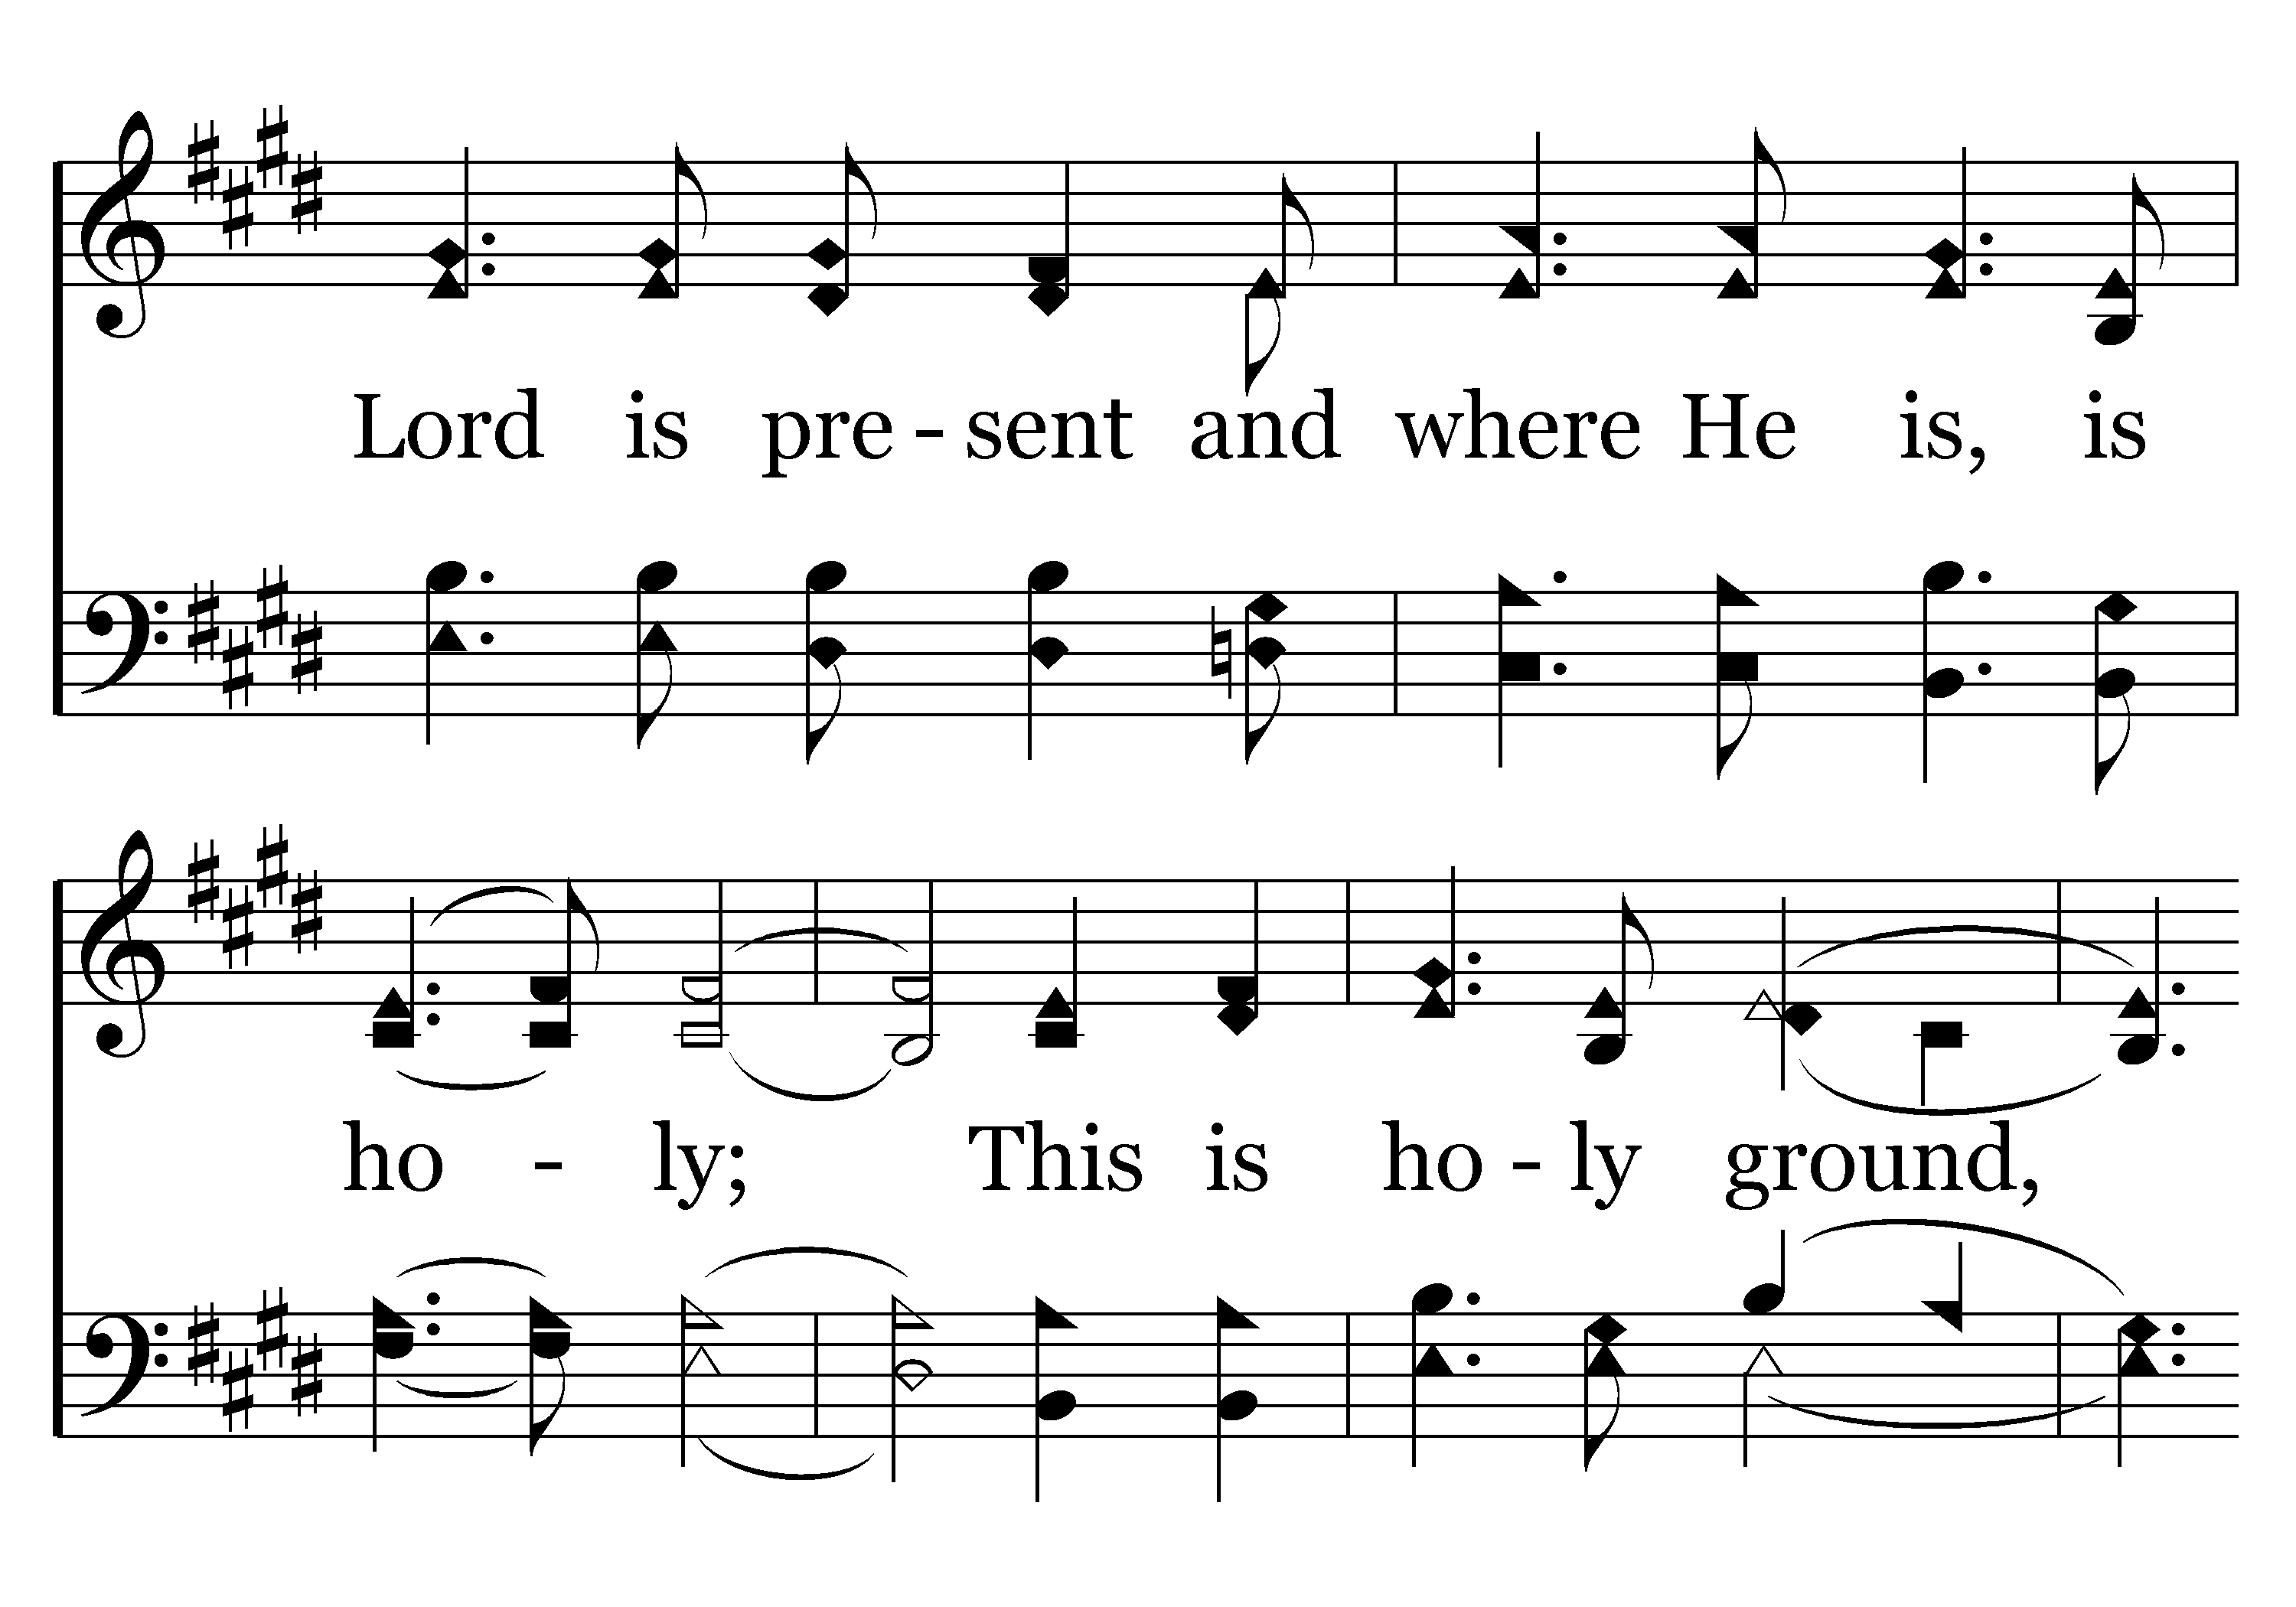 Lord is pre - sent and where He is, is
ho - ly; This is ho - ly ground,